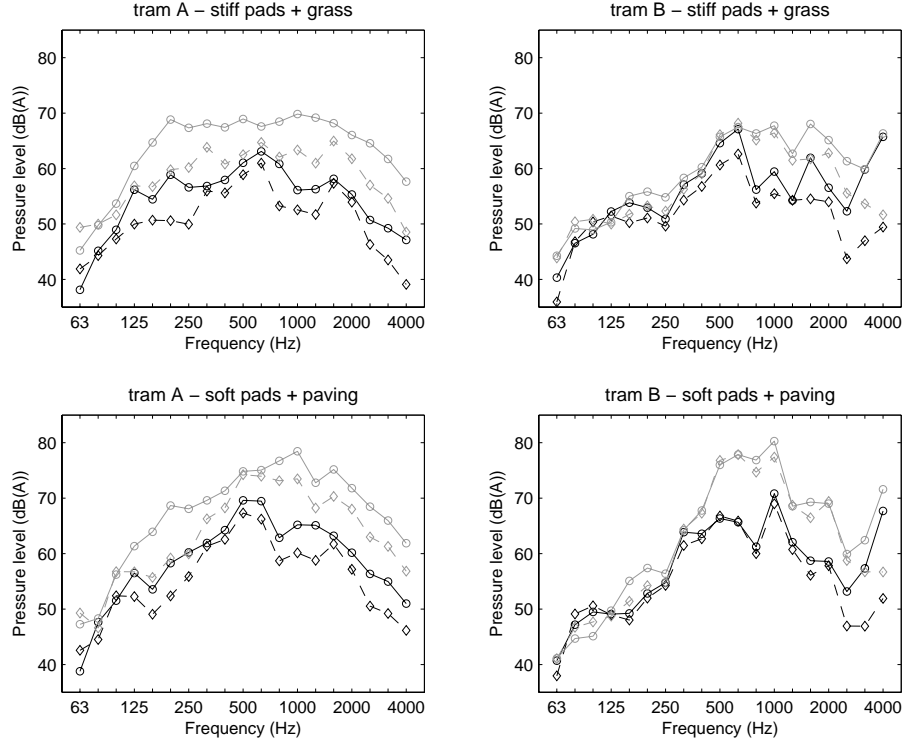 tram A − stiff pads + grass
80
70
60
50
40
Pressure level (dB(A))
63 125 250 500 1000 2000 4000
Frequency (Hz)
tram B − stiff pads + grass
80
70
60
50
40
Pressure level (dB(A))
63 125 250 500 1000 2000 4000
Frequency (Hz)
tram A − soft pads + paving
80
70
60
50
40
Pressure level (dB(A))
63 125 250 500 1000 2000 4000
Frequency (Hz)
tram B − soft pads + paving
80
70
60
50
40
Pressure level (dB(A))
63 125 250 500 1000 2000 4000
Frequency (Hz)